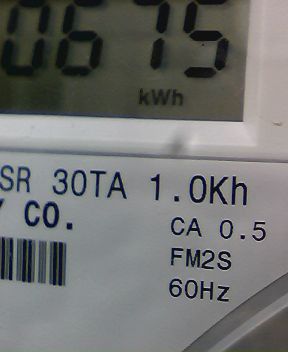 0675
kWh
SR 30TA 1.0Kh
Y CO.
CA 0.5
FM2S
60Hz